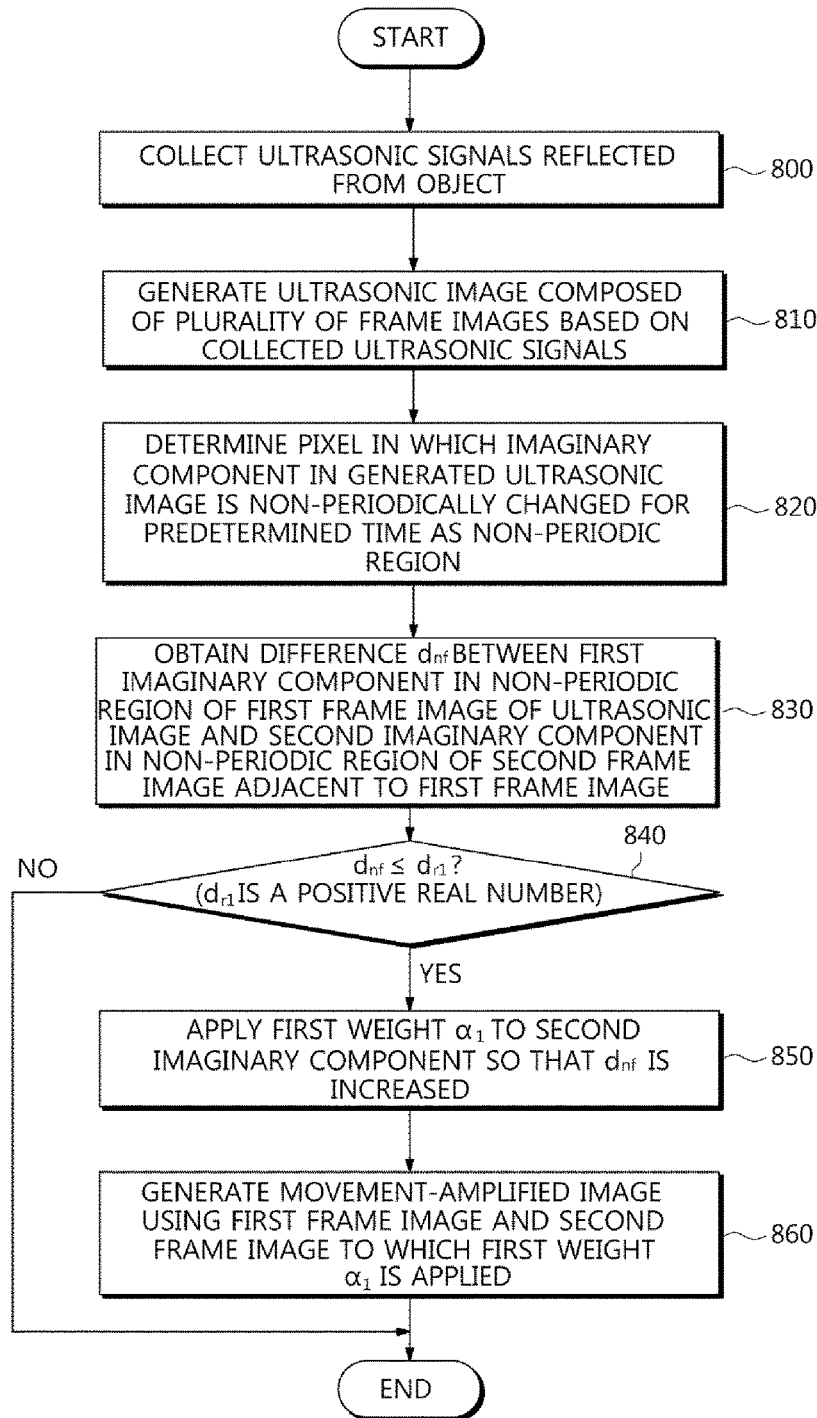 START
COLLECT ULTRASONIC SIGNALS REFLECTED
FROM OBJECT
800
GENERATE ULTRASONIC IMAGE COMPOSED
OF PLURALITY OF FRAME IMAGES BASED ON
COLLECTED ULTRASONIC SIGNALS
810
DETERMINE PIXEL IN WHICH IMAGINARY
COMPONENT IN GENERATED ULTRASONIC
IMAGE IS NON-PERIODICALLY CHANGED FOR
PREDETERMINED TIME AS NON-PERIODIC
REGION
820
OBTAIN DIFFERENCE dnf BETWEEN FIRST
IMAGINARY COMPONENT IN NON-PERIODIC
REGION OF FIRST FRAME IMAGE OF ULTRASONIC
IMAGE AND SECOND IMAGINARY COMPONENT
IN NON-PERIODIC REGION OF SECOND FRAME
IMAGE ADJACENT TO FIRST FRAME IMAGE
830
840
NO
dnf ≤ dr1?
(dr1 IS A POSITIVE REAL NUMBER)
YES
APPLY FIRST WEIGHT α1 TO SECOND
IMAGINARY COMPONENT SO THAT dnf IS
INCREASED
850
GENERATE MOVEMENT-AMPLIFIED IMAGE
USING FIRST FRAME IMAGE AND SECOND
FRAME IMAGE TO WHICH FIRST WEIGHT
α1 IS APPLIED
860
END